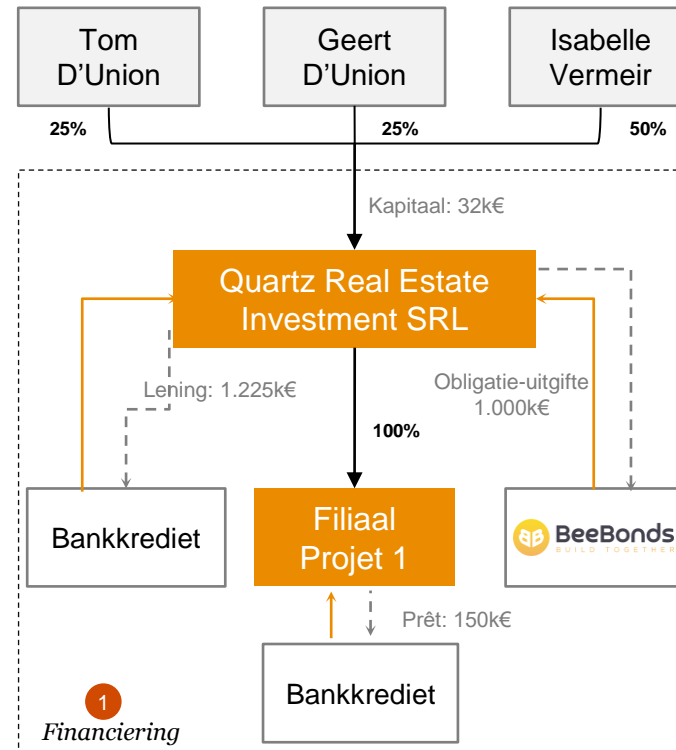 Tom
D'Union
Geert
D'Union
Isabelle
Vermeir
25%
25%
50%
Kapitaal: 32k€
Quartz Real Estate
Investment SRL
Lening: 1.225k€
Obligatie-uitgifte
1.000k€
100%
Bankkrediet
Filiaal
Projet 1
BeeBonds
BUILD TOGETHER
Prêt: 150k€
Bankkrediet
1
Financiering